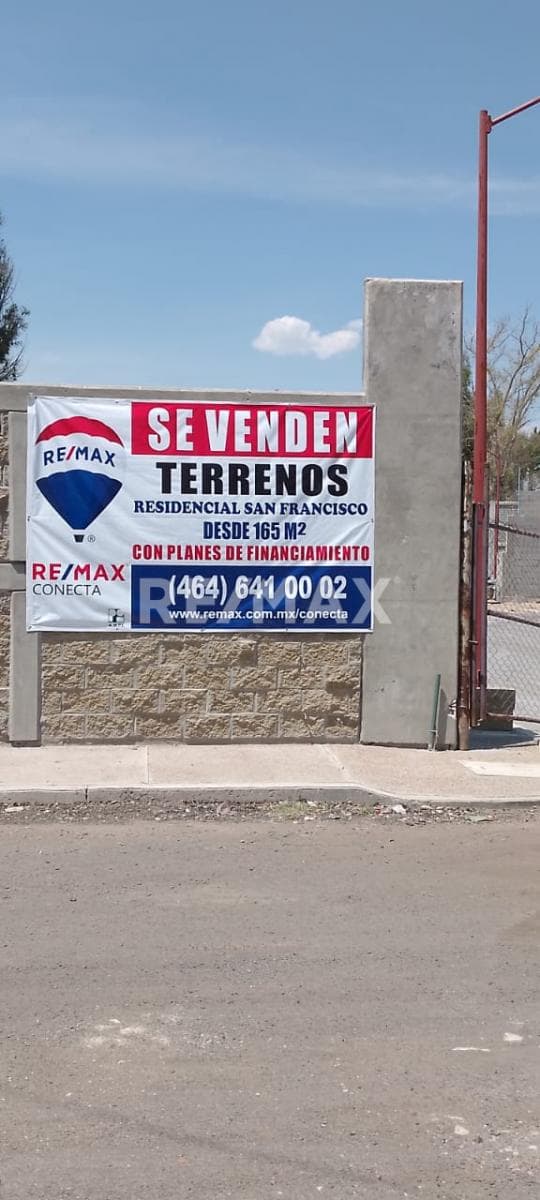 SE VENDEN
RE/MAX
TERRENOS
RESIDENCIAL SAN FRANCISCO
DESDE 165 M²
CON PLANES DE FINANCIAMIENTO
RE/MAX
CONECTA
(464) 641 00 02
www.remax.com.mx/conecta
RE/MAX